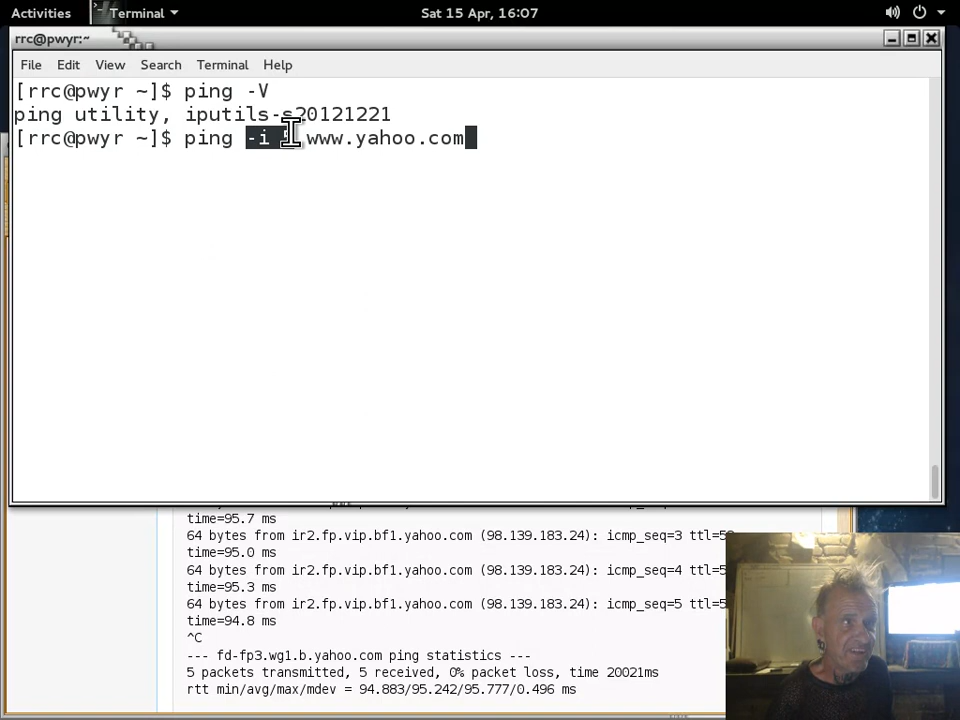 Activities
Terminal
Sat 15 Apr, 16:07
rrc@pwyr:~
File Edit View Search Terminal Help
[rrc@pwyr ~]$ ping -V
ping utility, iputils-s20121221
[rrc@pwyr ~]$ ping -i 5 www.yahoo.com
time=95.7 ms
64 bytes from ir2.fp.vip.bf1.yahoo.com (98.139.183.24): icmp_seq=3
time=95.0 ms
64 bytes from ir2.fp.vip.bf1.yahoo.com (98.139.183.24): icmp_seq=4
time=95.3 ms
64 bytes from ir2.fp.vip.bf1.yahoo.com (98.139.183.24): icmp_seq=5
time=94.8 ms
^C
--- fd-fp3.wg1.b.yahoo.com ping statistics ---
5 packets transmitted, 5 received, 0% packet loss, time 20021ms
rtt min/avg/max/mdev = 94.883/95.242/95.777/0.496 ms